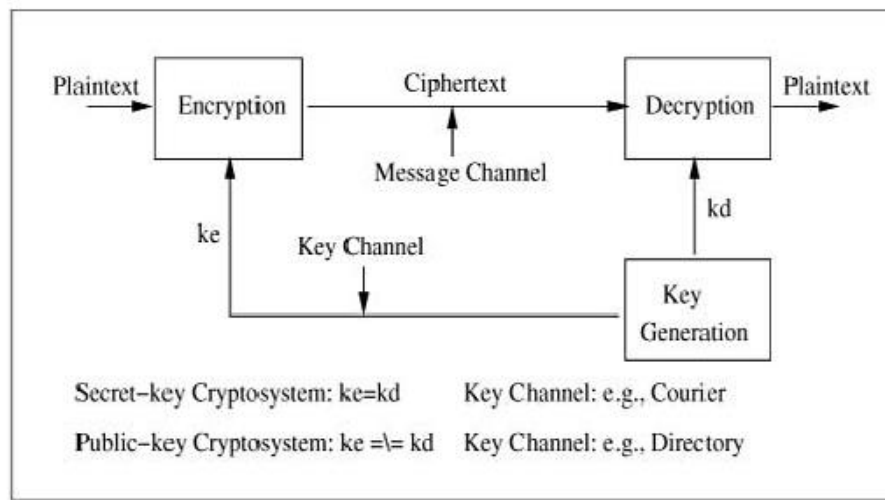 Plaintext
Encryption
Ciphertext
Decryption
Plaintext
Message Channel
ke
Key Channel
kd
Key
Generation
Secret-key Cryptosystem: ke=kd Key Channel: e.g., Courier
Public-key Cryptosystem: ke =\= kd Key Channel: e.g., Directory